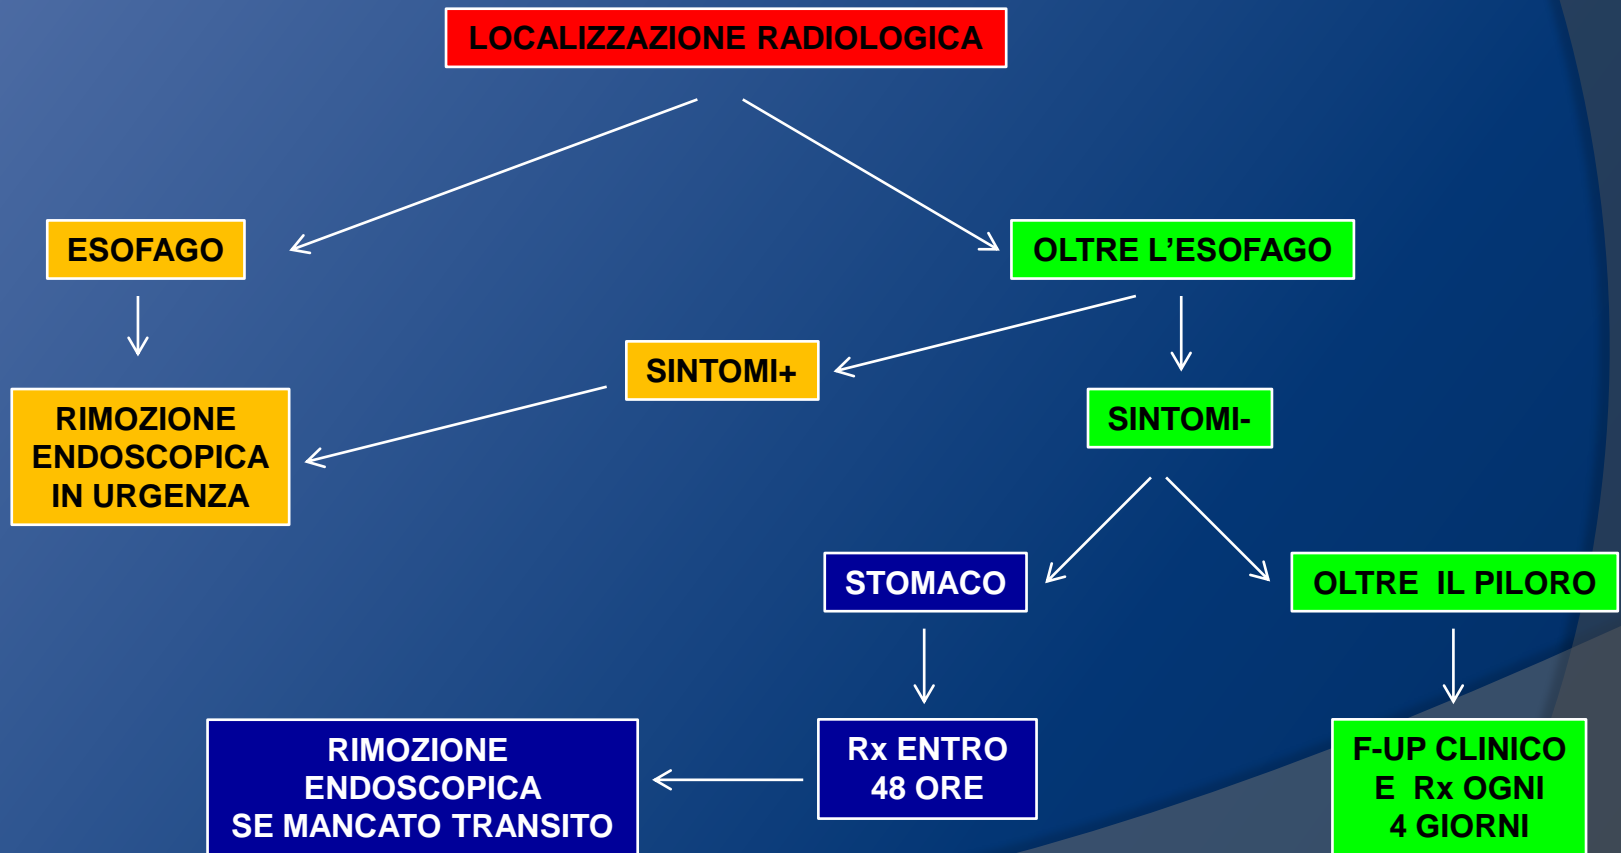 LOCALIZZAZIONE RADIOLOGICA
ESOFAGO
OLTRE L'ESOFAGO
SINTOMI+
SINTOMI-
RIMOZIONE
ENDOSCOPICA
IN URGENZA
STOMACO
OLTRE IL PILORO
RIMOZIONE
ENDOSCOPICA
SE MANCATO TRANSITO
Rx ENTRO
48 ORE
F-UP CLINICO
E Rx OGNI
4 GIORNI